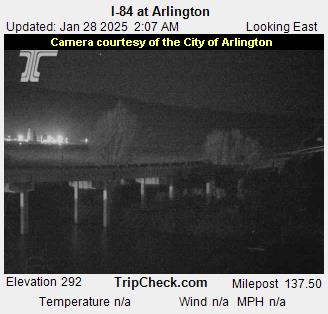 I-84 at Arlington
Updated: Jan 28 2025 2:07 AM Looking East
Camera courtesy of the City of Arlington
Elevation 292 TripCheck.com Milepost 137.50
Temperature n/a Wind n/a MPH n/a